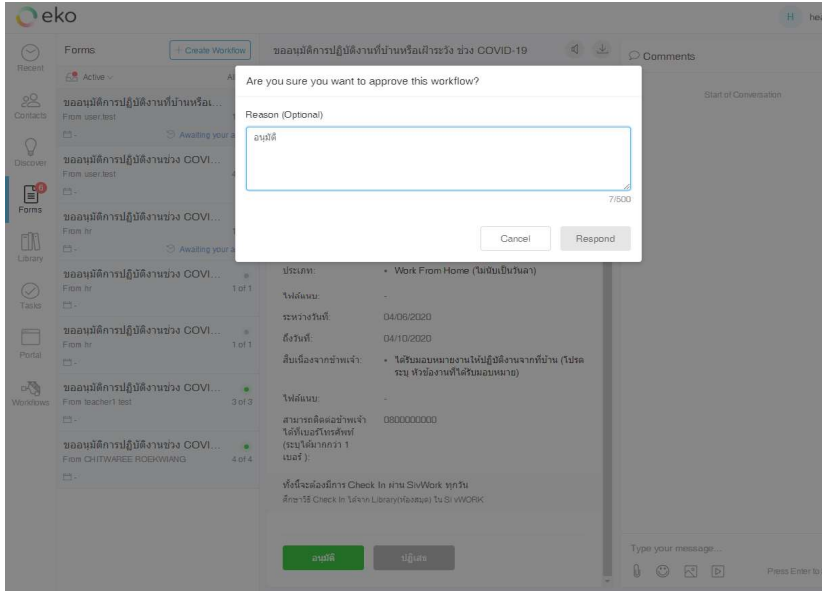 eko
H
Recent
Contacts
Discover
6
Forms
Library
Tasks
Portal
Workflows
Forms
+ Create Workflow
Active
ขออนุมัติการปฏิบัติงานที่บ้านหรือเ...
From user.test
-
Awaiting your a
ขออนุมัติการปฏิบัติงานช่วง COVI...
From user.test
-
ขออนุมัติการปฏิบัติงานช่วง COVI...
From hr
-
Awaiting your a
ขออนุมัติการปฏิบัติงานช่วง COVI...
From hr
1 of 1
-
ขออนุมัติการปฏิบัติงานช่วง COVI...
From hr
1 of 1
-
ขออนุมัติการปฏิบัติงานช่วง COVI...
From teacher1 test
3 of 3
-
ขออนุมัติการปฏิบัติงานช่วง COVI...
From CHITWAREE ROEKWIANG
4 of 4
-
ขออนุมัติการปฏิบัติงานที่บ้านหรือเฝ้าระวัง ช่วง COVID-19
Are you sure you want to approve this workflow?
Reason (Optional)
อนุมัติ
7/500
Cancel
Respond
ประเภท:
• Work From Home (ไม่นับเป็นวันลา)
ไฟล์แนบ:
-
ระหว่างวันที่:
04/06/2020
ถึงวันที่:
04/10/2020
สืบเนื่องจากข้าพเจ้า:
• ได้รับมอบหมายงานให้ปฏิบัติงานจากที่บ้าน (โปรด
ระบุ หัวข้องานที่ได้รับมอบหมาย)
ไฟล์แนบ:
-
สามารถติดต่อข้าพเจ้า
ได้ที่เบอร์โทรศัพท์
(ระบุได้มากกว่า 1
เบอร์ ):
0800000000
ทั้งนี้จะต้องมีการ Check In ผ่าน SivWork ทุกวัน
ศึกษาวิธี Check In ได้จาก Library(ห้องสมุด) ใน Si vWORK
อนุมัติ
ปฏิเสธ
Comments
Start of Conversation
Type your message...
Press Enter to